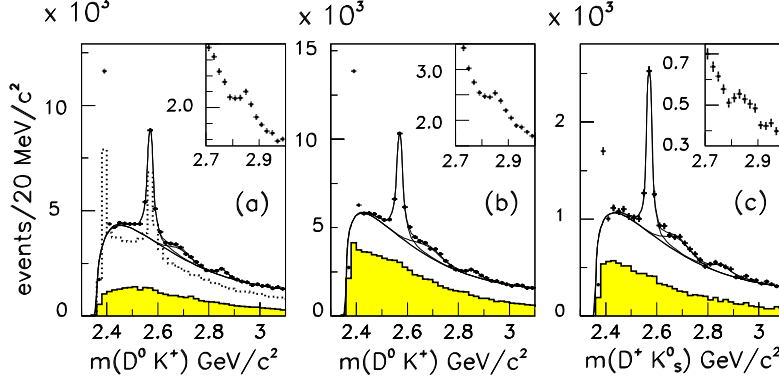 x 10³ x 10³ x 10³
events/20 MeV/c²
10
5
0
2.0
2.7 2.9
(a)
2.4 2.6 2.8 3
m(D⁰ K⁺) GeV/c²
15
10
5
0
3.0
2.0
2.7 2.9
(b)
2.4 2.6 2.8 3
m(D⁰ K⁺) GeV/c²
2
1
0
0.7
0.5
0.3
2.7 2.9
(c)
2.4 2.6 2.8 3
m(D⁺ K⁰s) GeV/c²